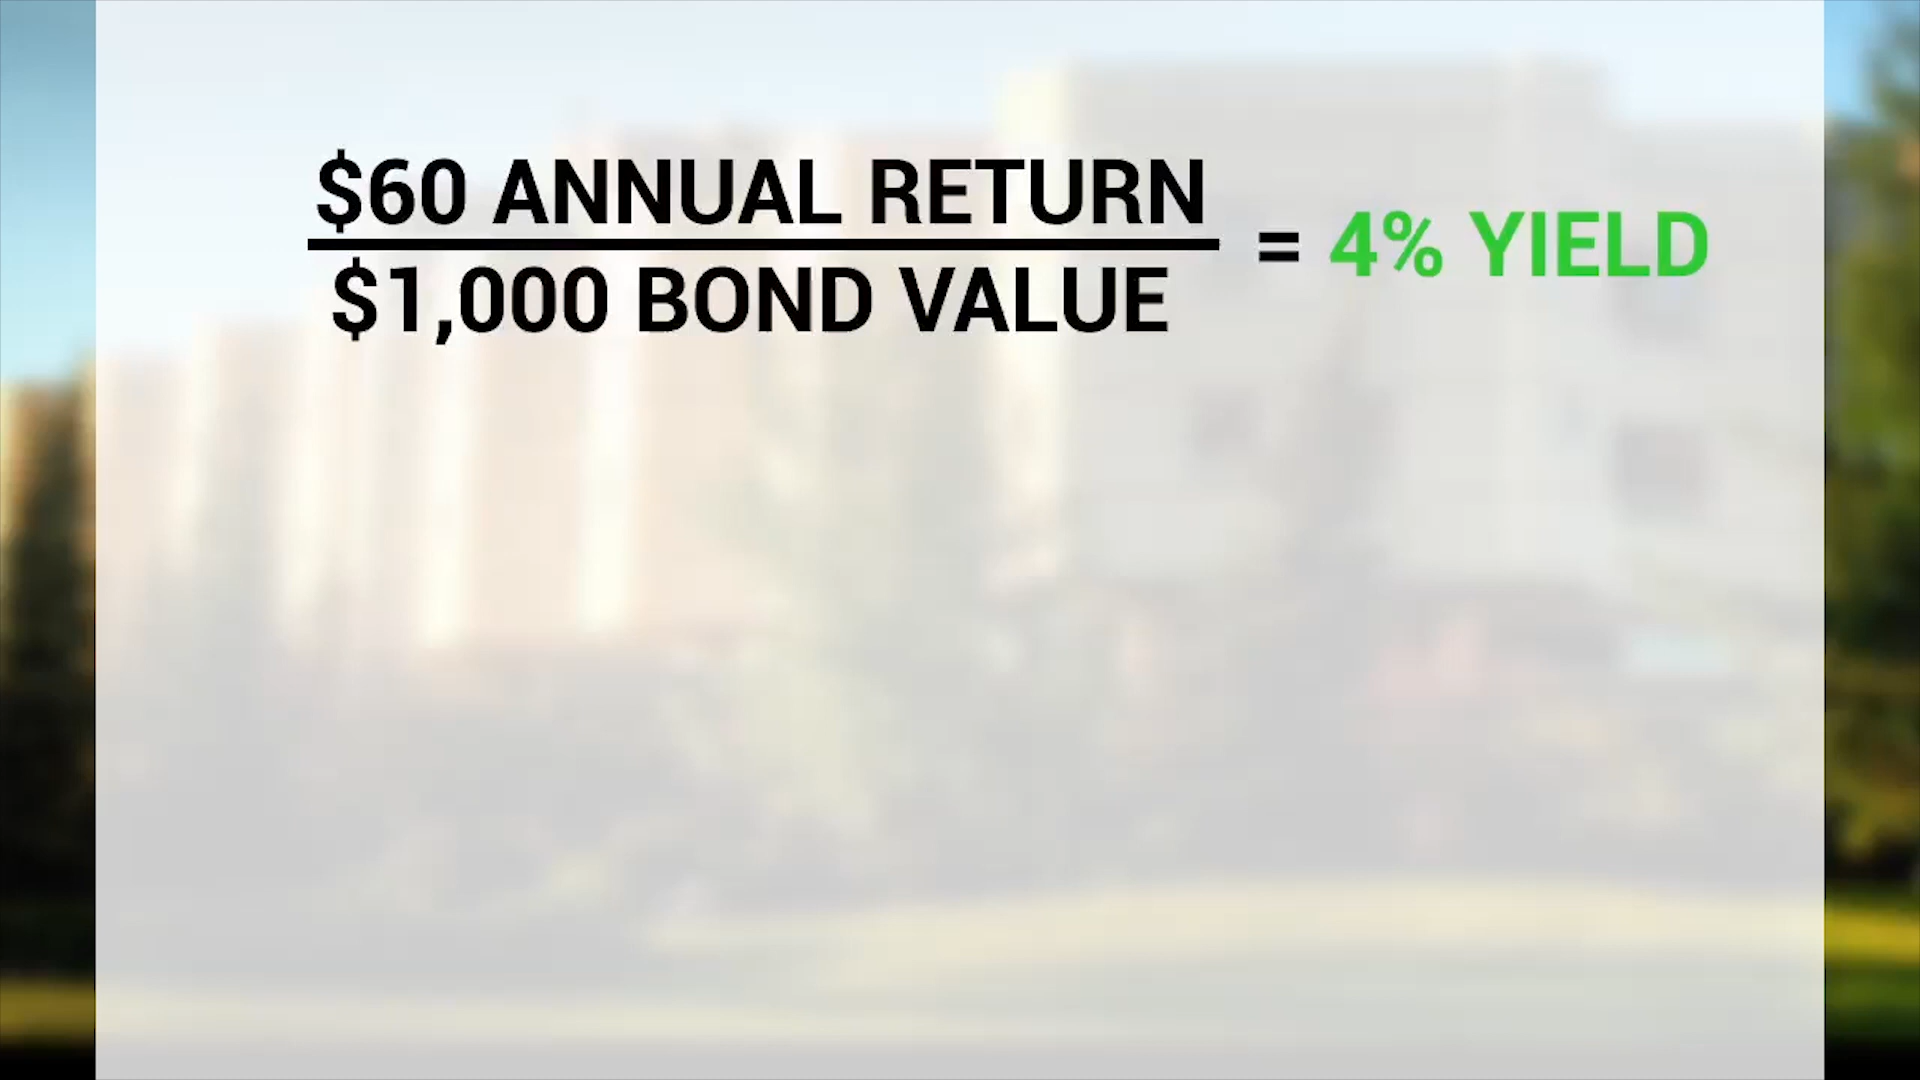 $60 ANNUAL RETURN
$1,000 BOND VALUE
= 4% YIELD